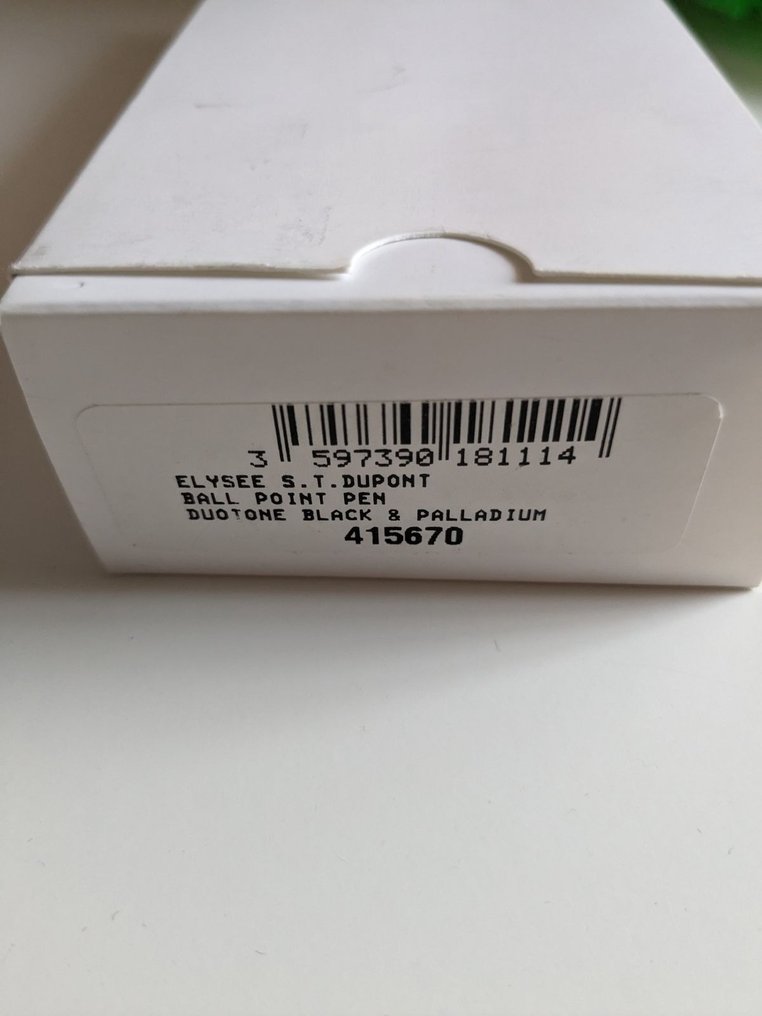 3 597390 181114
ELYSEE S.T.DUPONT
BALL POINT PEN
DUOTONE BLACK & PALLADIUM
415670